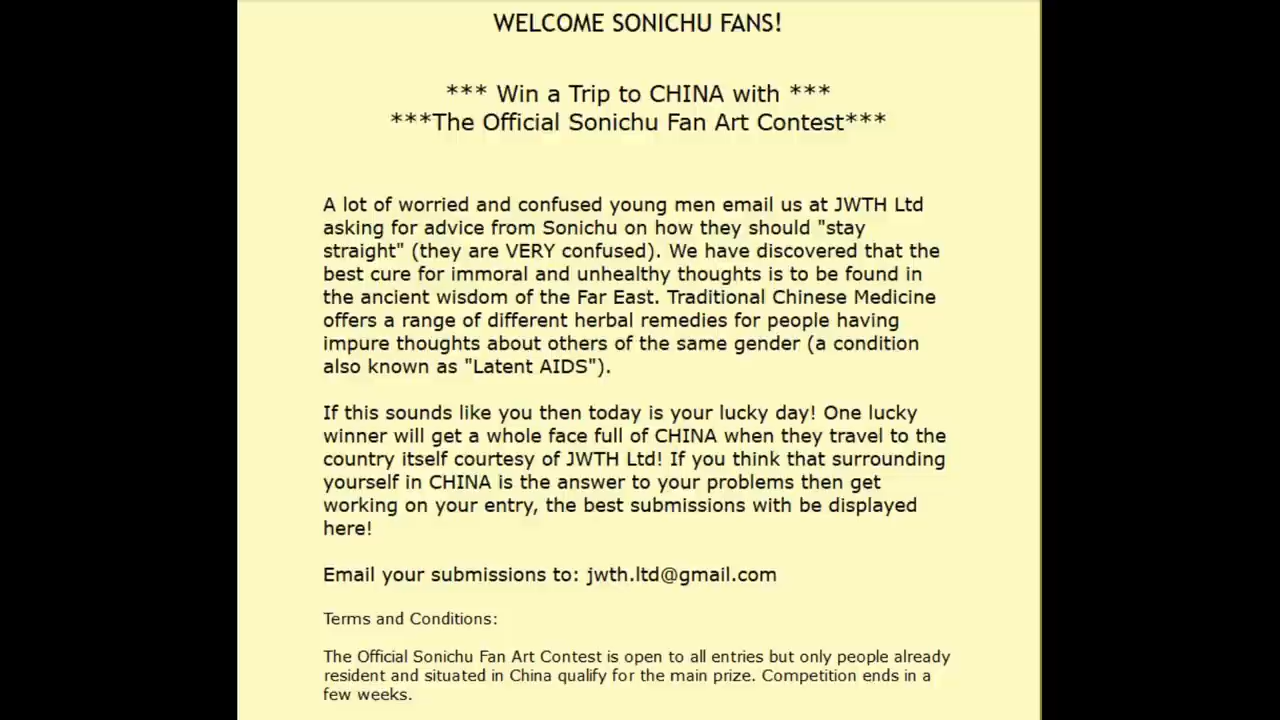 WELCOME SONICHU FANS!
*** Win a Trip to CHINA with ***
***The Official Sonichu Fan Art Contest***
A lot of worried and confused young men email us at JWTH Ltd
asking for advice from Sonichu on how they should "stay
straight" (they are VERY confused). We have discovered that the
best cure for immoral and unhealthy thoughts is to be found in
the ancient wisdom of the Far East. Traditional Chinese Medicine
offers a range of different herbal remedies for people having
impure thoughts about others of the same gender (a condition
also known as "Latent AIDS").
If this sounds like you then today is your lucky day! One lucky
winner will get a whole face full of CHINA when they travel to the
country itself courtesy of JWTH Ltd! If you think that surrounding
yourself in CHINA is the answer to your problems then get
working on your entry, the best submissions with be displayed
here!
Email your submissions to: jwth.ltd@gmail.com
Terms and Conditions:
The Official Sonichu Fan Art Contest is open to all entries but only people already
resident and situated in China qualify for the main prize. Competition ends in a
few weeks.